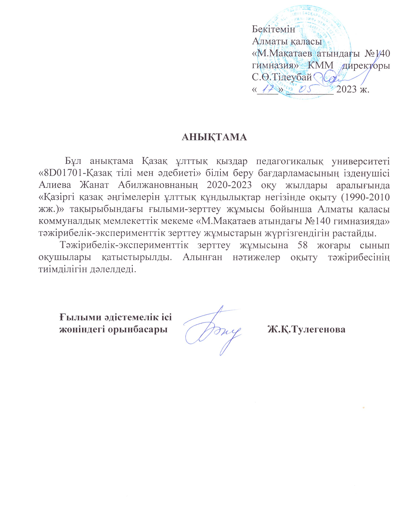 Бекітемін
Алматы қаласы
«М.Мақатаев атындағы №140
гимназия» КММ директоры
С.Ө.Тілеубай
« 17 » 05 2023 ж.
АНЫҚТАМА
Бұл анықтама Қазақ ұлттық қыздар педагогикалық университеті
«8D01701-Қазақ тілі мен әдебиеті» білім беру бағдарламасының ізденушісі
Алиева Жанат Абилжановнаның 2020-2023 оқу жылдары аралығында
«Қазіргі қазақ әңгімелерін ұлттық құндылықтар негізінде оқыту (1990-2010
жж.)» тақырыбындағы ғылыми-зерттеу жұмысы бойынша Алматы қаласы
коммуналдық мемлекеттік мекеме «М.Мақатаев атындағы №140 гимназияда»
тәжірибелік-эксперименттік зерттеу жұмыстарын жүргізгендігін растайды.
Тәжірибелік-эксперименттік зерттеу жұмысына 58 жоғары сынып
оқушылары қатыстырылды. Алынған нәтижелер оқыту тәжірибесінің
тиімділігін дәлелдеді.
Ғылыми әдістемелік ісі
жөніндегі орынбасары Ж.Қ.Тулегенова